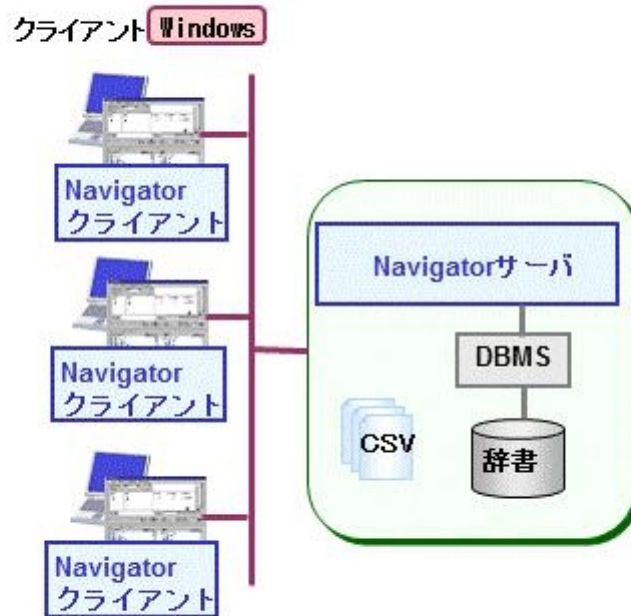 クライアント Windows
Navigator
クライアント
Navigator
クライアント
Navigator
クライアント
Navigatorサーバ
DBMS
CSV
辞書